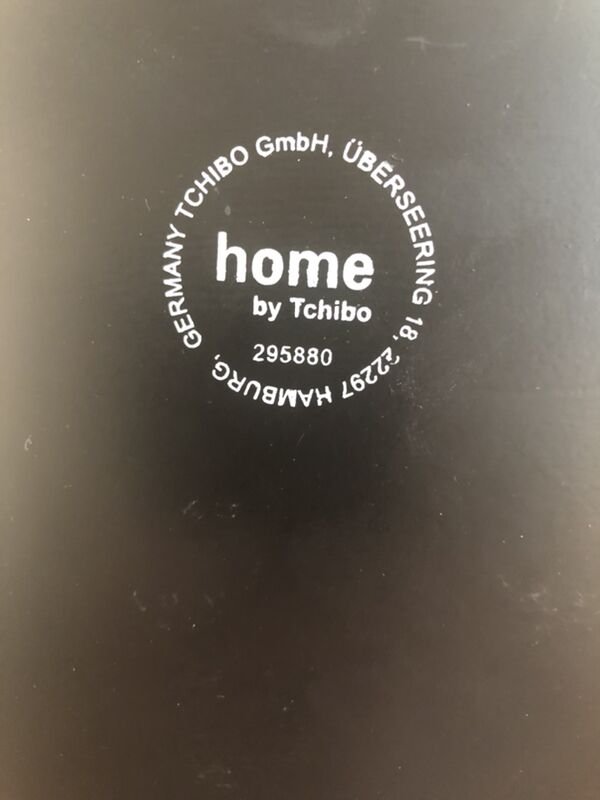 TCHIBO GmbH, ÜBERSEERING 18, 22297 HAMBURG, GERMANY
home
by Tchibo
295880